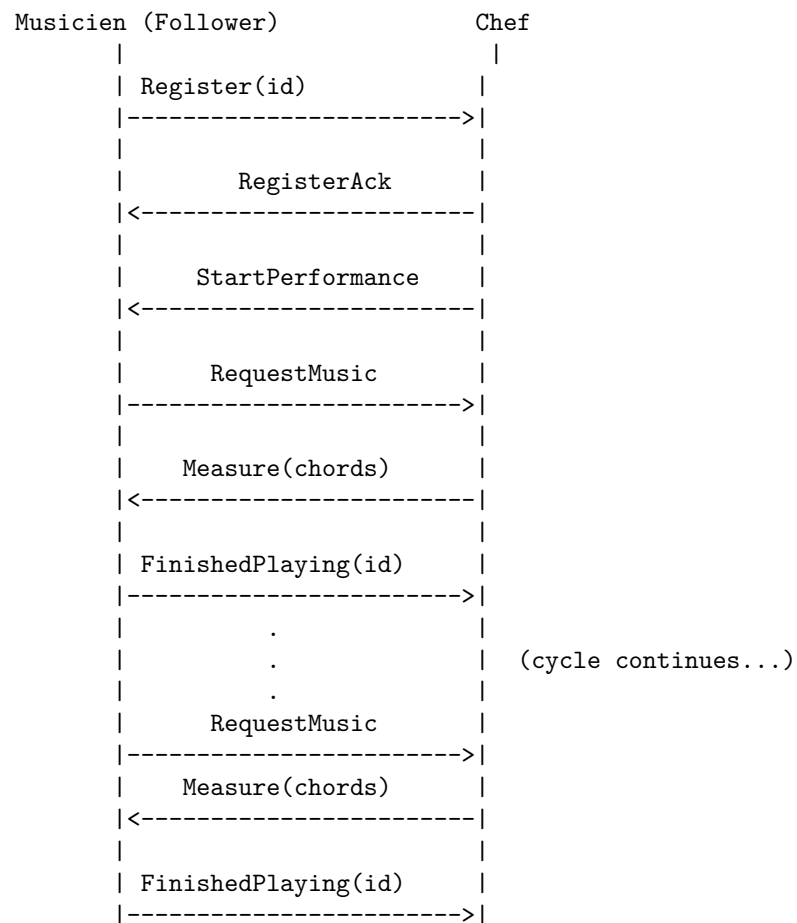 Musicien (Follower) Chef
Register(id)
RegisterAck
StartPerformance
RequestMusic
Measure(chords)
FinishedPlaying(id)
.
. (cycle continues...)
.
RequestMusic
Measure(chords)
FinishedPlaying(id)